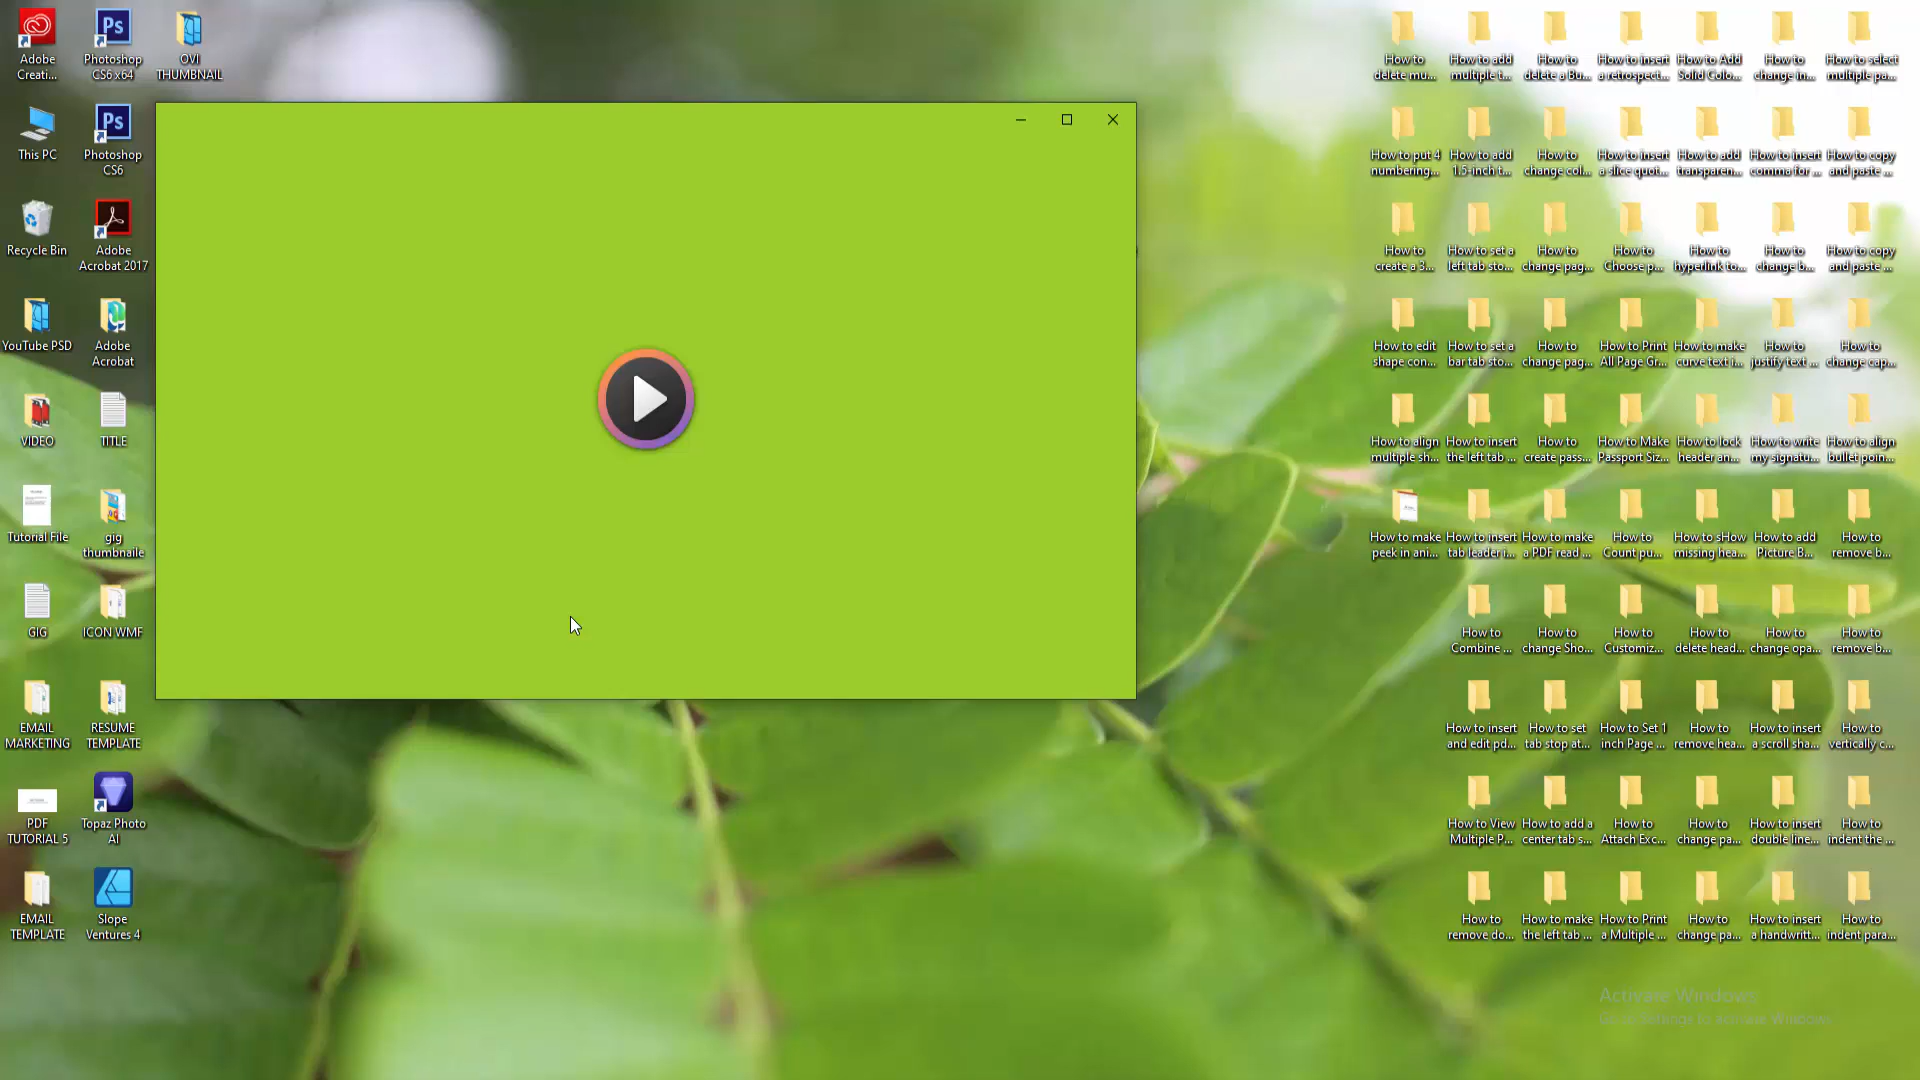 Adobe
Creati...
Ps
Photoshop
CS6 x64
OVI
THUMBNAIL
This PC
Ps
Photoshop
CS6
Recycle Bin
Adobe
Acrobat 2017
YouTube PSD
Adobe
Acrobat
VIDEO
TITLE
Tutorial File
gig
thumbnaile
GIG
ICON WMF
EMAIL
MARKETING
RESUME
TEMPLATE
PDF
TUTORIAL 5
Topaz Photo
AI
EMAIL
TEMPLATE
Slope
Ventures 4
How to
delete mu...
How to add
multiple t...
How to
delete a Bu...
How to insert
a retrospect...
How to Add
Solid Colo...
How to
change in...
How to select
multiple pa...
How to put 4
numbering...
How to add
1.5-inch t...
How to
change col...
How to insert
a slice quot...
How to add
transparen...
How to insert
comma for ...
How to copy
and paste ...
How to
create a 3...
How to set a
left tab sto...
How to
change pag...
How to
Choose p...
How to
hyperlink to...
How to
change b...
How to copy
and paste ...
How to edit
shape con...
How to set a
bar tab sto...
How to
change pag...
How to Print
All Page Gr...
How to make
curve text i...
How to
justify text ...
How to
change cap...
How to align
multiple sh...
How to insert
the left tab ...
How to
create pass...
How to Make
Passport Siz...
How to lock
header an...
How to write
my signatu...
How to align
bullet poin...
How to make
peek in ani...
How to insert
tab leader i...
How to make
a PDF read ...
How to
Count pu...
How to sHow
missing hea...
How to add
Picture B...
How to
remove b...
How to
Combine ...
How to
change Sho...
How to
Customiz...
How to
delete head...
How to
change opa...
How to
remove b...
How to insert
and edit pd...
How to set
tab stop at...
How to Set 1
inch Page ...
How to
remove hea...
How to insert
a scroll sha...
How to
vertically c...
How to View
Multiple P...
How to add a
center tab s...
How to
Attach Exc...
How to
change pa...
How to insert
double line...
How to
indent the ...
How to
remove do...
How to make
the left tab ...
How to Print
a Multiple ...
How to
change pa...
How to insert
a handwritt...
How to
indent para...
Activate Windows
Go to Settings to activate Windows.